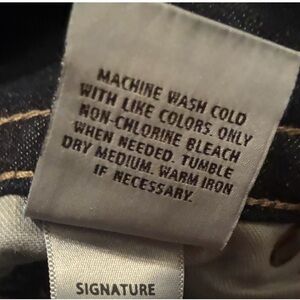 MACHINE WASH COLD
WITH LIKE COLORS. ONLY
NON-CHLORINE BLEACH
WHEN NEEDED. TUMBLE
DRY MEDIUM. WARM IRON
IF NECESSARY.
SIGNATURE